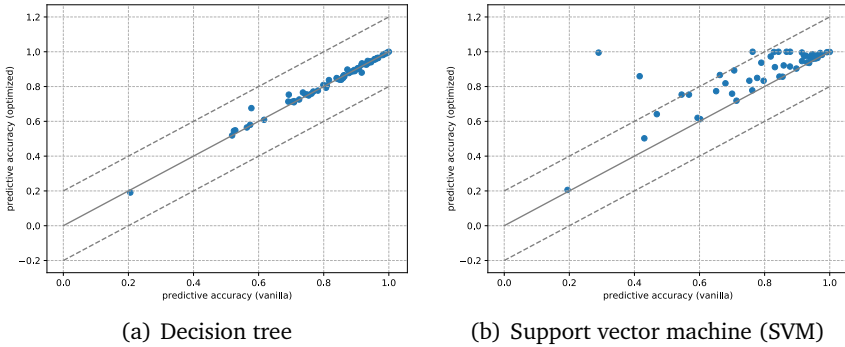 1.2
1.0
0.8
0.6
0.4
0.2
0.0
−0.2
predictive accuracy (optimized)
0.0 0.2 0.4 0.6 0.8 1.0
predictive accuracy (vanilla)
(a) Decision tree
1.2
1.0
0.8
0.6
0.4
0.2
0.0
−0.2
predictive accuracy (optimized)
0.0 0.2 0.4 0.6 0.8 1.0
predictive accuracy (vanilla)
(b) Support vector machine (SVM)